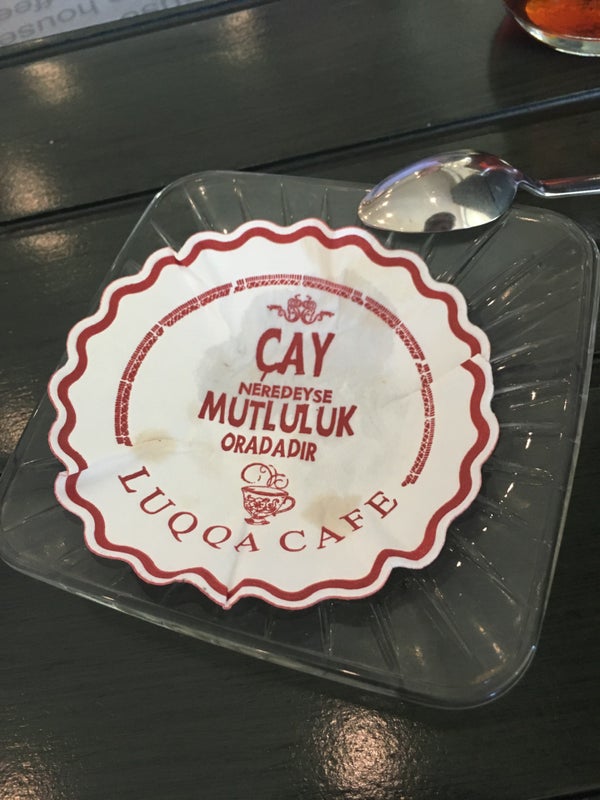 ÇAY
NEREDEYSE
MUTLULUK
ORADADIR
LUQQA CAFE